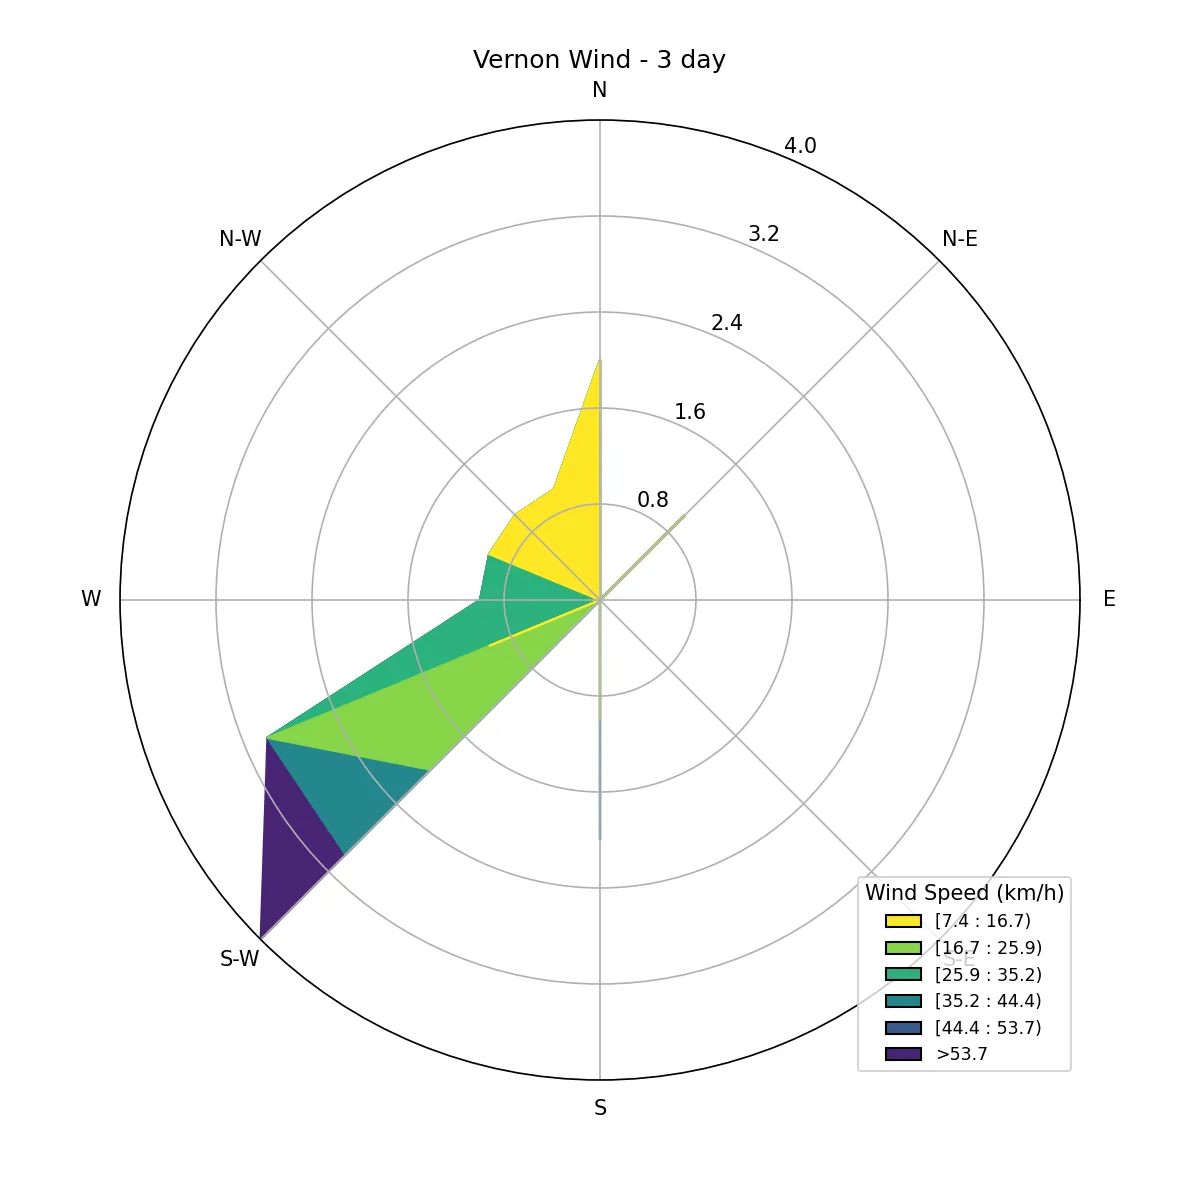 Vernon Wind - 3 day
N
4.0
N-W
3.2
N-E
2.4
1.6
0.8
W
E
S-W
S-E
S
Wind Speed (km/h)
[7.4 : 16.7)
[16.7 : 25.9)
[25.9 : 35.2)
[35.2 : 44.4)
[44.4 : 53.7)
>53.7